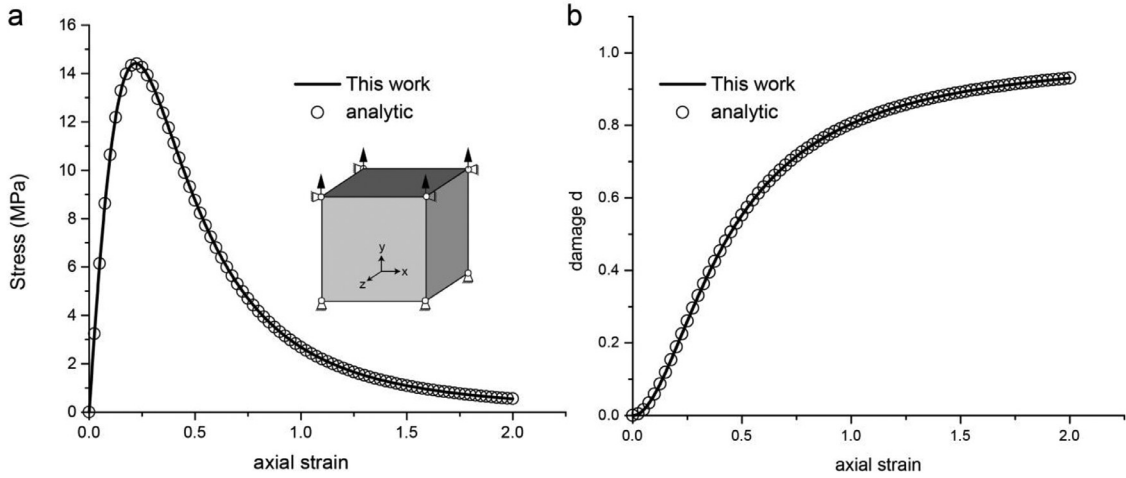 a
Stress (MPa)
16
14
12
10
8
6
4
2
0
0.0
0.5
1.0
1.5
2.0
axial strain
This work
analytic
y
x
z
b
damage d
1.0
0.8
0.6
0.4
0.2
0.0
0.0
0.5
1.0
1.5
2.0
axial strain
This work
analytic